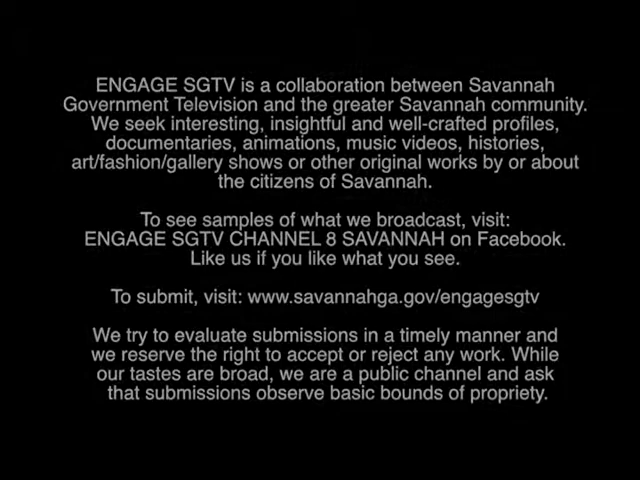 ENGAGE SGTV is a collaboration between Savannah
Government Television and the greater Savannah community.
We seek interesting, insightful and well-crafted profiles,
documentaries, animations, music videos, histories,
art/fashion/gallery shows or other original works by or about
the citizens of Savannah.
To see samples of what we broadcast, visit:
ENGAGE SGTV CHANNEL 8 SAVANNAH on Facebook.
Like us if you like what you see.
To submit, visit: www.savannahga.gov/engagesgtv
We try to evaluate submissions in a timely manner and
we reserve the right to accept or reject any work. While
our tastes are broad, we are a public channel and ask
that submissions observe basic bounds of propriety.